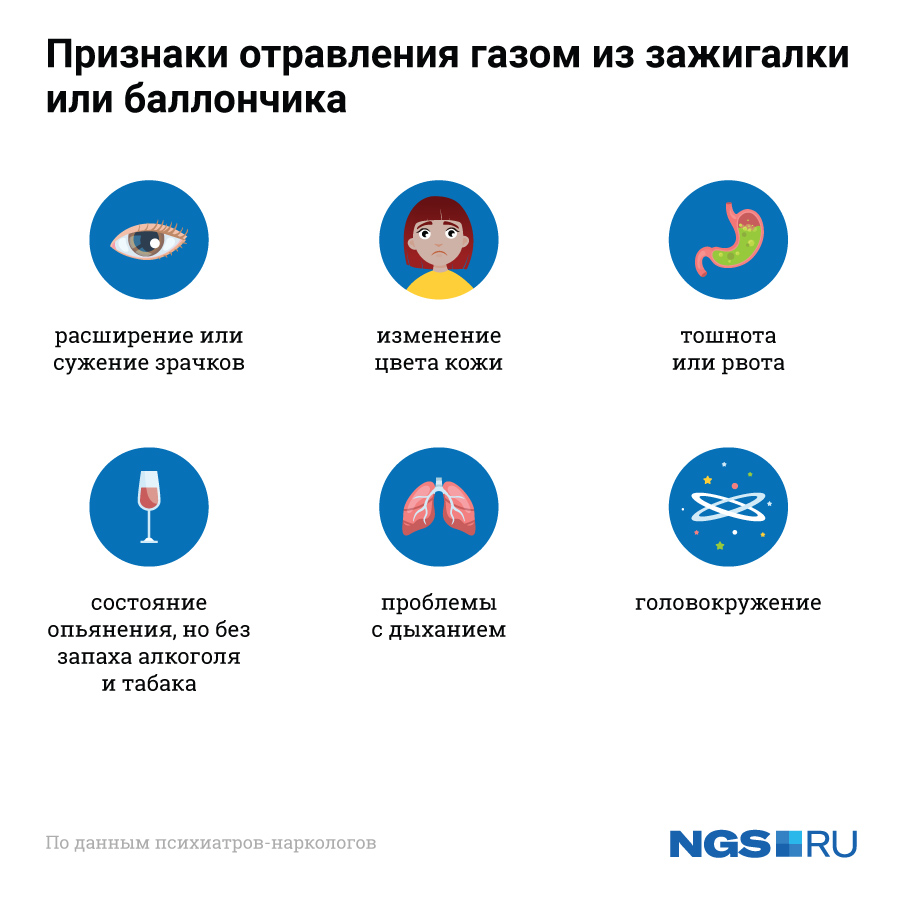 Признаки отравления газом из зажигалки
или баллончика
расширение или
сужение зрачков
изменение
цвета кожи
тошнота
или рвота
состояние
опьянения, но без
запаха алкоголя
и табака
проблемы
с дыханием
головокружение
По данным психиатров-наркологов
NGS RU